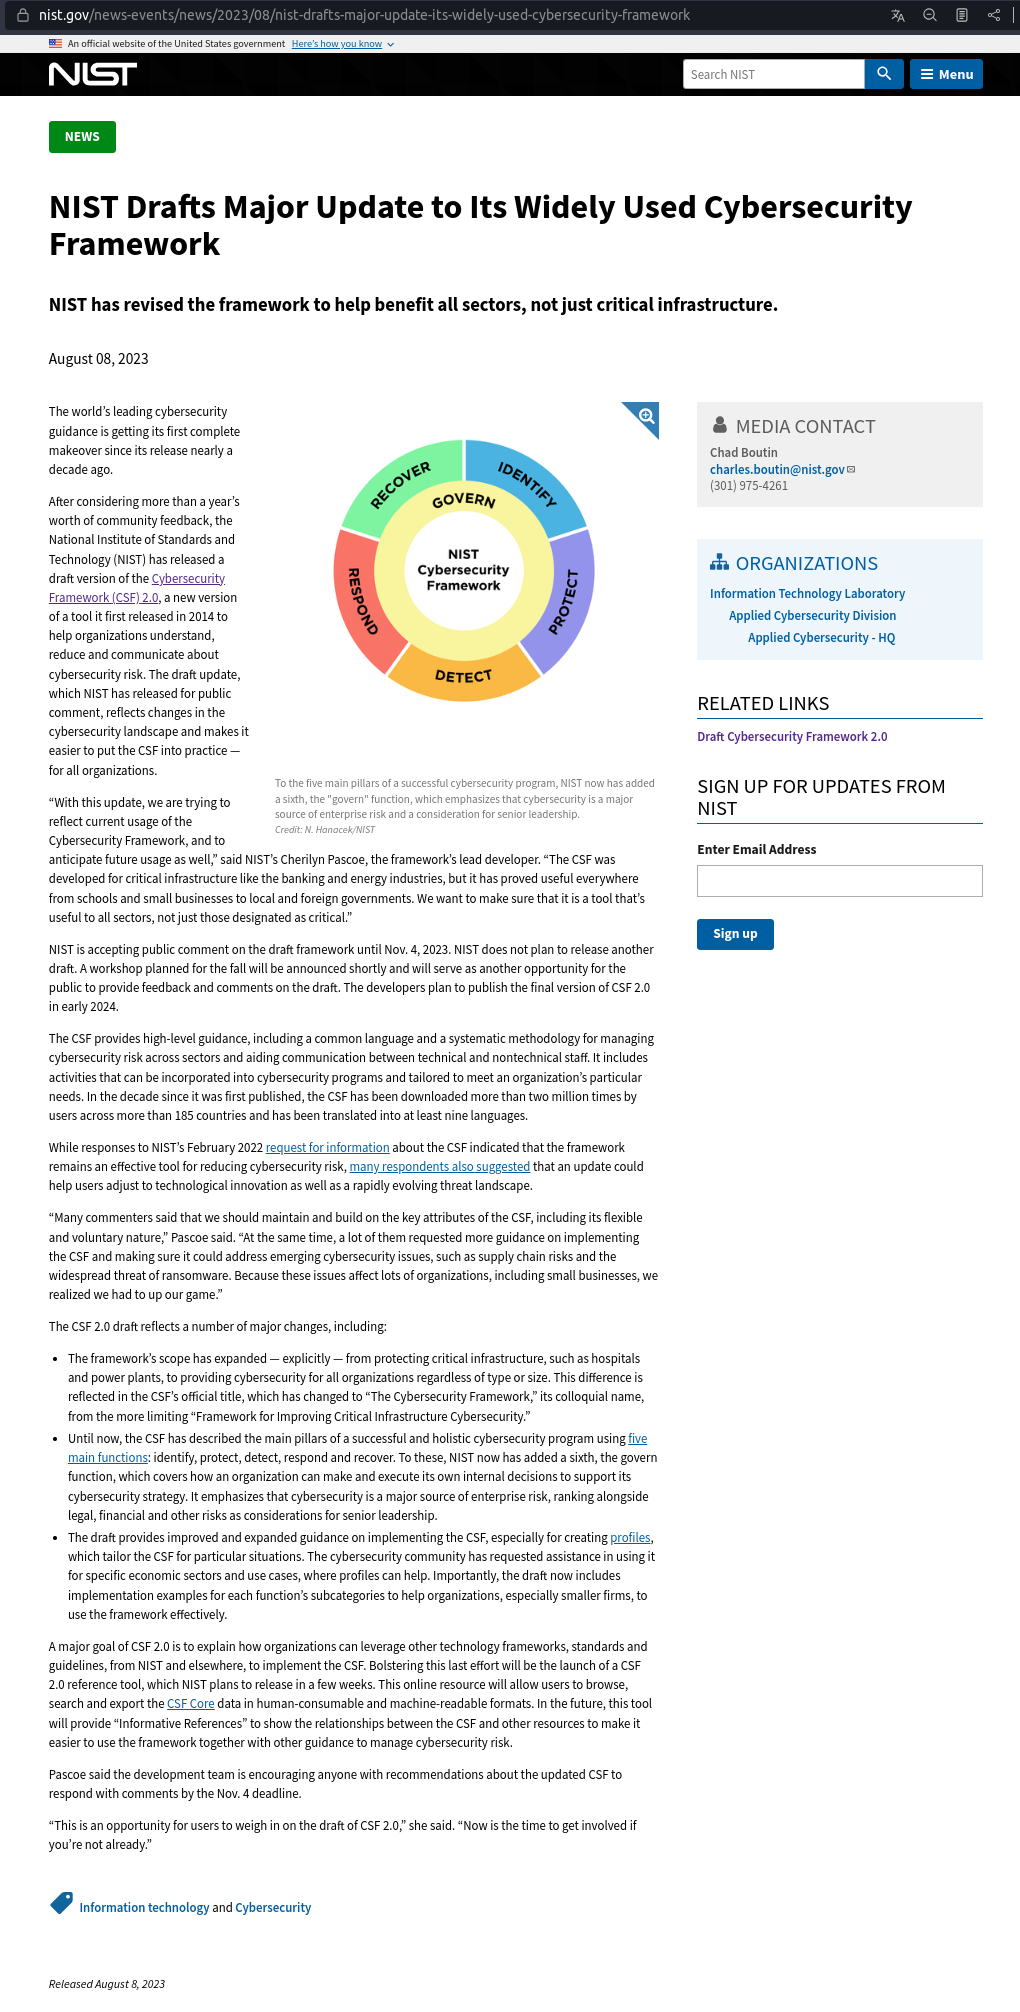 nist.gov/news-events/news/2023/08/nist-drafts-major-update-its-widely-used-cybersecurity-framework
An official website of the United States government Here's how you know
NIST
Search NIST
Menu
NEWS
NIST Drafts Major Update to Its Widely Used Cybersecurity
Framework
NIST has revised the framework to help benefit all sectors, not just critical infrastructure.
August 08, 2023
The world’s leading cybersecurity
guidance is getting its first complete
makeover since its release nearly a
decade ago.
After considering more than a year’s
worth of community feedback, the
National Institute of Standards and
Technology (NIST) has released a
draft version of the Cybersecurity
Framework (CSF) 2.0, a new version
of a tool it first released in 2014 to
help organizations understand,
reduce and communicate about
cybersecurity risk. The draft update,
which NIST has released for public
comment, reflects changes in the
cybersecurity landscape and makes it
easier to put the CSF into practice —
for all organizations.
RECOVER
IDENTIFY
GOVERN
NIST
Cybersecurity
Framework
RESPOND
PROTECT
DETECT
To the five main pillars of a successful cybersecurity program, NIST now has added
a sixth, the "govern" function, which emphasizes that cybersecurity is a major
source of enterprise risk and a consideration for senior leadership.
Credit: N. Hanacek/NIST
“With this update, we are trying to
reflect current usage of the
Cybersecurity Framework, and to
anticipate future usage as well,” said NIST’s Cherilyn Pascoe, the framework’s lead developer. “The CSF was
developed for critical infrastructure like the banking and energy industries, but it has proved useful everywhere
from schools and small businesses to local and foreign governments. We want to make sure that it is a tool that’s
useful to all sectors, not just those designated as critical.”
NIST is accepting public comment on the draft framework until Nov. 4, 2023. NIST does not plan to release another
draft. A workshop planned for the fall will be announced shortly and will serve as another opportunity for the
public to provide feedback and comments on the draft. The developers plan to publish the final version of CSF 2.0
in early 2024.
The CSF provides high-level guidance, including a common language and a systematic methodology for managing
cybersecurity risk across sectors and aiding communication between technical and nontechnical staff. It includes
activities that can be incorporated into cybersecurity programs and tailored to meet an organization’s particular
needs. In the decade since it was first published, the CSF has been downloaded more than two million times by
users across more than 185 countries and has been translated into at least nine languages.
While responses to NIST’s February 2022 request for information about the CSF indicated that the framework
remains an effective tool for reducing cybersecurity risk, many respondents also suggested that an update could
help users adjust to technological innovation as well as a rapidly evolving threat landscape.
“Many commenters said that we should maintain and build on the key attributes of the CSF, including its flexible
and voluntary nature,” Pascoe said. “At the same time, a lot of them requested more guidance on implementing
the CSF and making sure it could address emerging cybersecurity issues, such as supply chain risks and the
widespread threat of ransomware. Because these issues affect lots of organizations, including small businesses, we
realized we had to up our game.”
The CSF 2.0 draft reflects a number of major changes, including:
• The framework’s scope has expanded — explicitly — from protecting critical infrastructure, such as hospitals
and power plants, to providing cybersecurity for all organizations regardless of type or size. This difference is
reflected in the CSF’s official title, which has changed to “The Cybersecurity Framework,” its colloquial name,
from the more limiting “Framework for Improving Critical Infrastructure Cybersecurity.”
• Until now, the CSF has described the main pillars of a successful and holistic cybersecurity program using five
main functions: identify, protect, detect, respond and recover. To these, NIST now has added a sixth, the govern
function, which covers how an organization can make and execute its own internal decisions to support its
cybersecurity strategy. It emphasizes that cybersecurity is a major source of enterprise risk, ranking alongside
legal, financial and other risks as considerations for senior leadership.
• The draft provides improved and expanded guidance on implementing the CSF, especially for creating profiles,
which tailor the CSF for particular situations. The cybersecurity community has requested assistance in using it
for specific economic sectors and use cases, where profiles can help. Importantly, the draft now includes
implementation examples for each function’s subcategories to help organizations, especially smaller firms, to
use the framework effectively.
A major goal of CSF 2.0 is to explain how organizations can leverage other technology frameworks, standards and
guidelines, from NIST and elsewhere, to implement the CSF. Bolstering this last effort will be the launch of a CSF
2.0 reference tool, which NIST plans to release in a few weeks. This online resource will allow users to browse,
search and export the CSF Core data in human-consumable and machine-readable formats. In the future, this tool
will provide “Informative References” to show the relationships between the CSF and other resources to make it
easier to use the framework together with other guidance to manage cybersecurity risk.
Pascoe said the development team is encouraging anyone with recommendations about the updated CSF to
respond with comments by the Nov. 4 deadline.
“This is an opportunity for users to weigh in on the draft of CSF 2.0,” she said. “Now is the time to get involved if
you’re not already.”
Information technology and Cybersecurity
Released August 8, 2023
MEDIA CONTACT
Chad Boutin
charles.boutin@nist.gov
(301) 975-4261
ORGANIZATIONS
Information Technology Laboratory
Applied Cybersecurity Division
Applied Cybersecurity - HQ
RELATED LINKS
Draft Cybersecurity Framework 2.0
SIGN UP FOR UPDATES FROM
NIST
Enter Email Address
Sign up